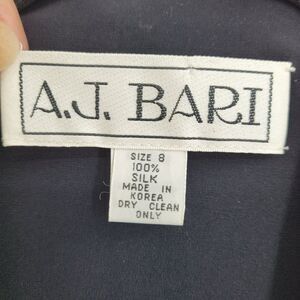 A.J. BARI
SIZE 8
100%
SILK
MADE IN
KOREA
DRY CLEAN
ONLY